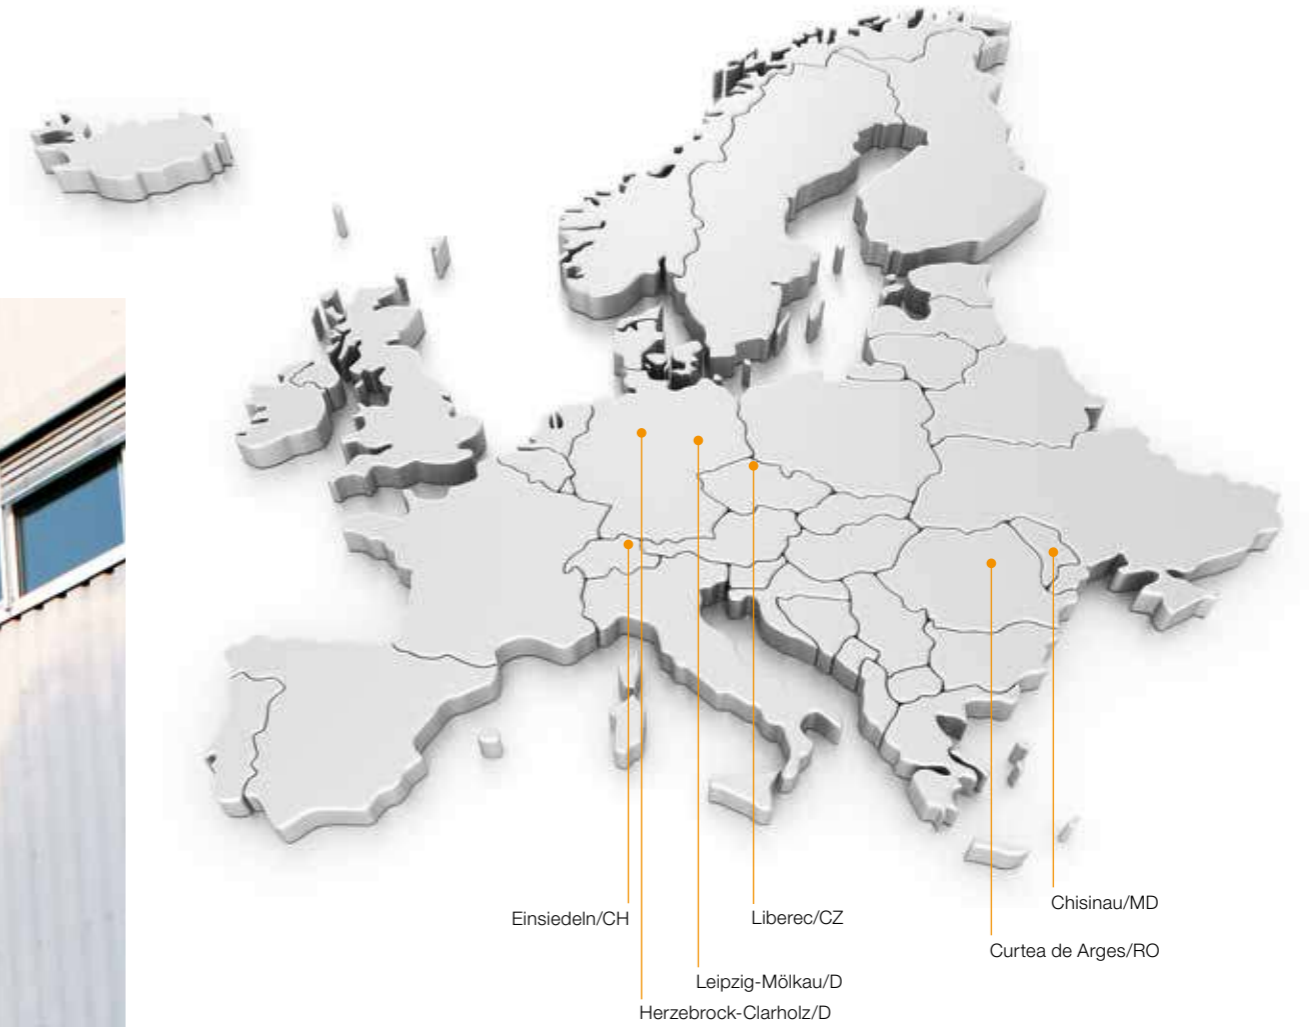 Chisinau/MD
Einsiedeln/CH
Liberec/CZ
Curtea de Arges/RO
Leipzig-Mölkau/D
Herzebrock-Clarholz/D